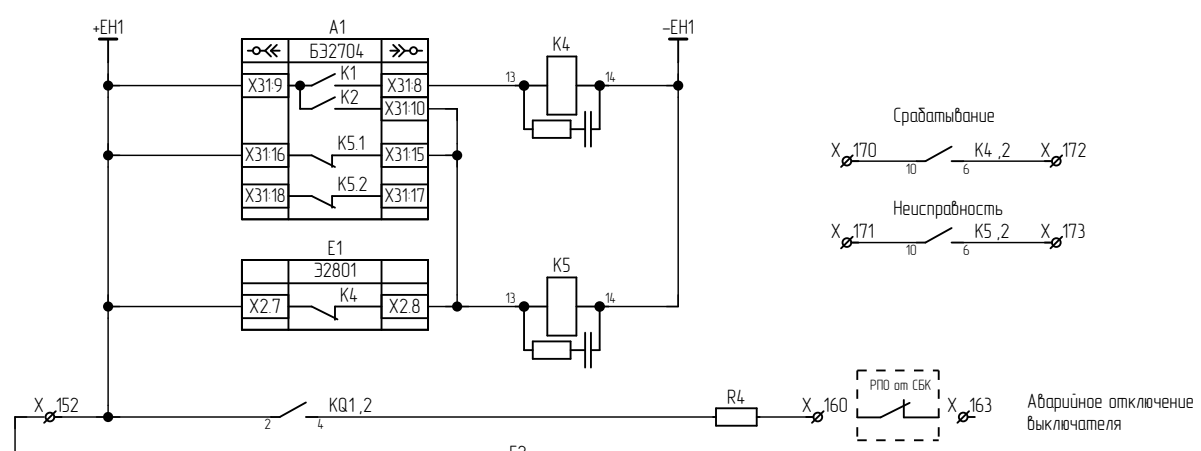 +EH1
A1
K4
−EH1
БЭ2704
X31:9
K1
X31:8
13
14
K2
X31:10
Срабатывание
X 170
10
6
K4 ,2
X 172
X31:16
K5.1
X31:15
X31:18
K5.2
X31:17
Неисправность
X 171
10
6
K5 ,2
X 173
E1
Э2801
K5
X2.7
K4
X2.8
13
14
X 152
2
4
KQ1 ,2
R4
X 160
РПО от СБК
X 163
Аварийное отключение
выключателя